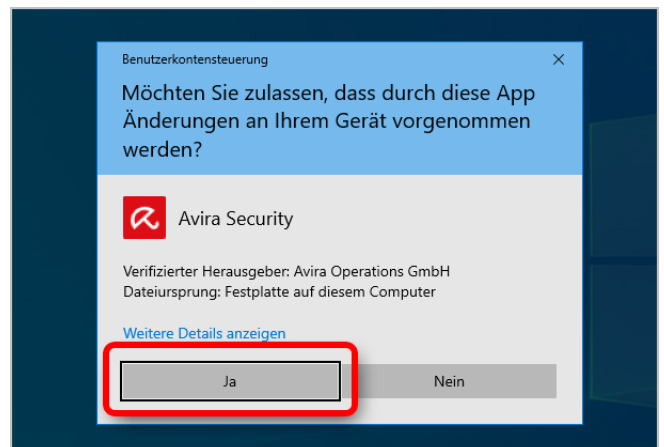 Benutzerkontensteuerung
Möchten Sie zulassen, dass durch diese App
Änderungen an Ihrem Gerät vorgenommen
werden?
Avira Security
Verifizierter Herausgeber: Avira Operations GmbH
Dateiursprung: Festplatte auf diesem Computer
Weitere Details anzeigen
Ja Nein